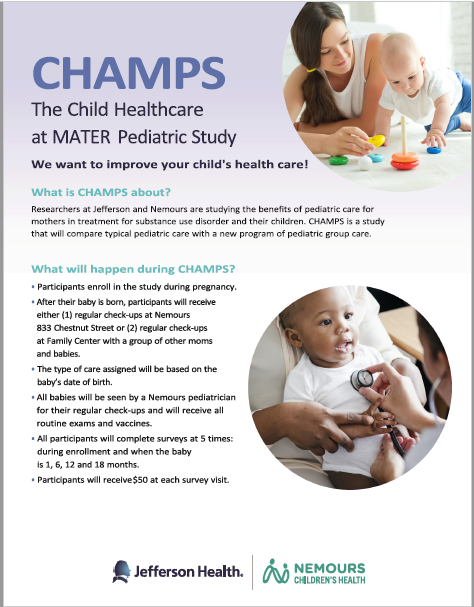 CHAMPS
The Child Healthcare
at MATER Pediatric Study
We want to improve your child's health care!
What is CHAMPS about?
Researchers at Jefferson and Nemours are studying the benefits of pediatric care for
mothers in treatment for substance use disorder and their children. CHAMPS is a study
that will compare typical pediatric care with a new program of pediatric group care.
What will happen during CHAMPS?
• Participants enroll in the study during pregnancy.
• After their baby is born, participants will receive
either (1) regular check-ups at Nemours
833 Chestnut Street or (2) regular check-ups
at Family Center with a group of other moms
and babies.
• The type of care assigned will be based on the
baby's date of birth.
• All babies will be seen by a Nemours pediatrician
for their regular check-ups and will receive all
routine exams and vaccines.
• All participants will complete surveys at 5 times:
during enrollment and when the baby
is 1, 6, 12 and 18 months.
• Participants will receive$50 at each survey visit.
Jefferson Health.
NEMOURS
CHILDREN'S HEALTH